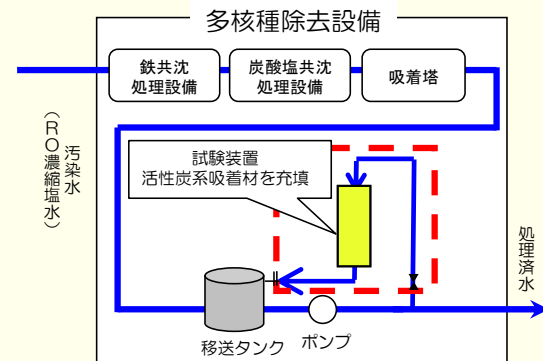 多核種除去設備
鉄共沈
処理設備
炭酸塩共沈
処理設備
吸着塔
汚染水
（ＲＯ濃縮塩水）
試験装置
活性炭系吸着材を充填
処理済水
移送タンク
ポンプ